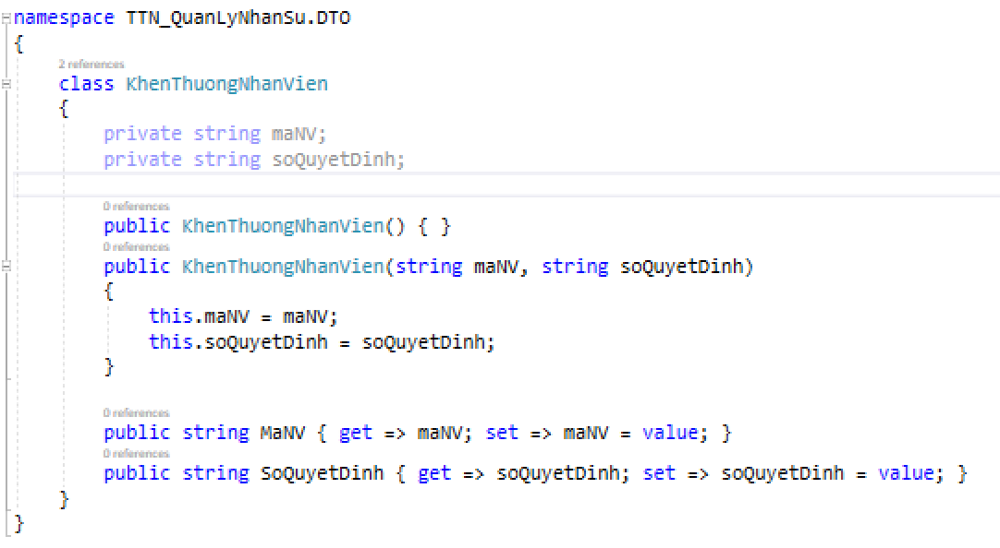 namespace TTN_QuanLyNhanSu.DTO
{
2 references
class KhenThuongNhanVien
{
private string maNV;
private string soQuyetDinh;
0 references
public KhenThuongNhanVien() { }
0 references
public KhenThuongNhanVien(string maNV, string soQuyetDinh)
{
this.maNV = maNV;
this.soQuyetDinh = soQuyetDinh;
}
0 references
public string MaNV { get => maNV; set => maNV = value; }
0 references
public string SoQuyetDinh { get => soQuyetDinh; set => soQuyetDinh = value; }
}
}